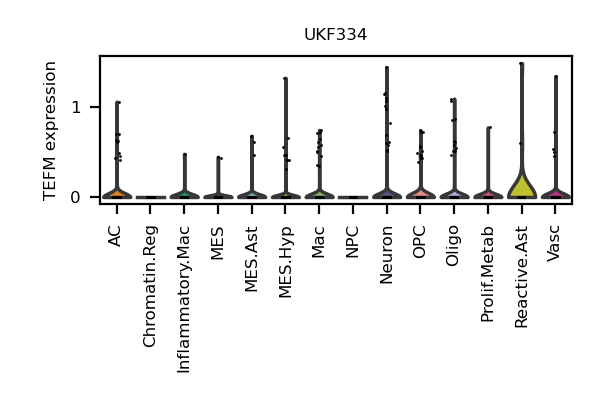 UKF334
TEFM expression
1
0
AC
Chromatin.Reg
Inflammatory.Mac
MES
MES.Ast
MES.Hyp
Mac
NPC
Neuron
OPC
Oligo
Prolif.Metab
Reactive.Ast
Vasc